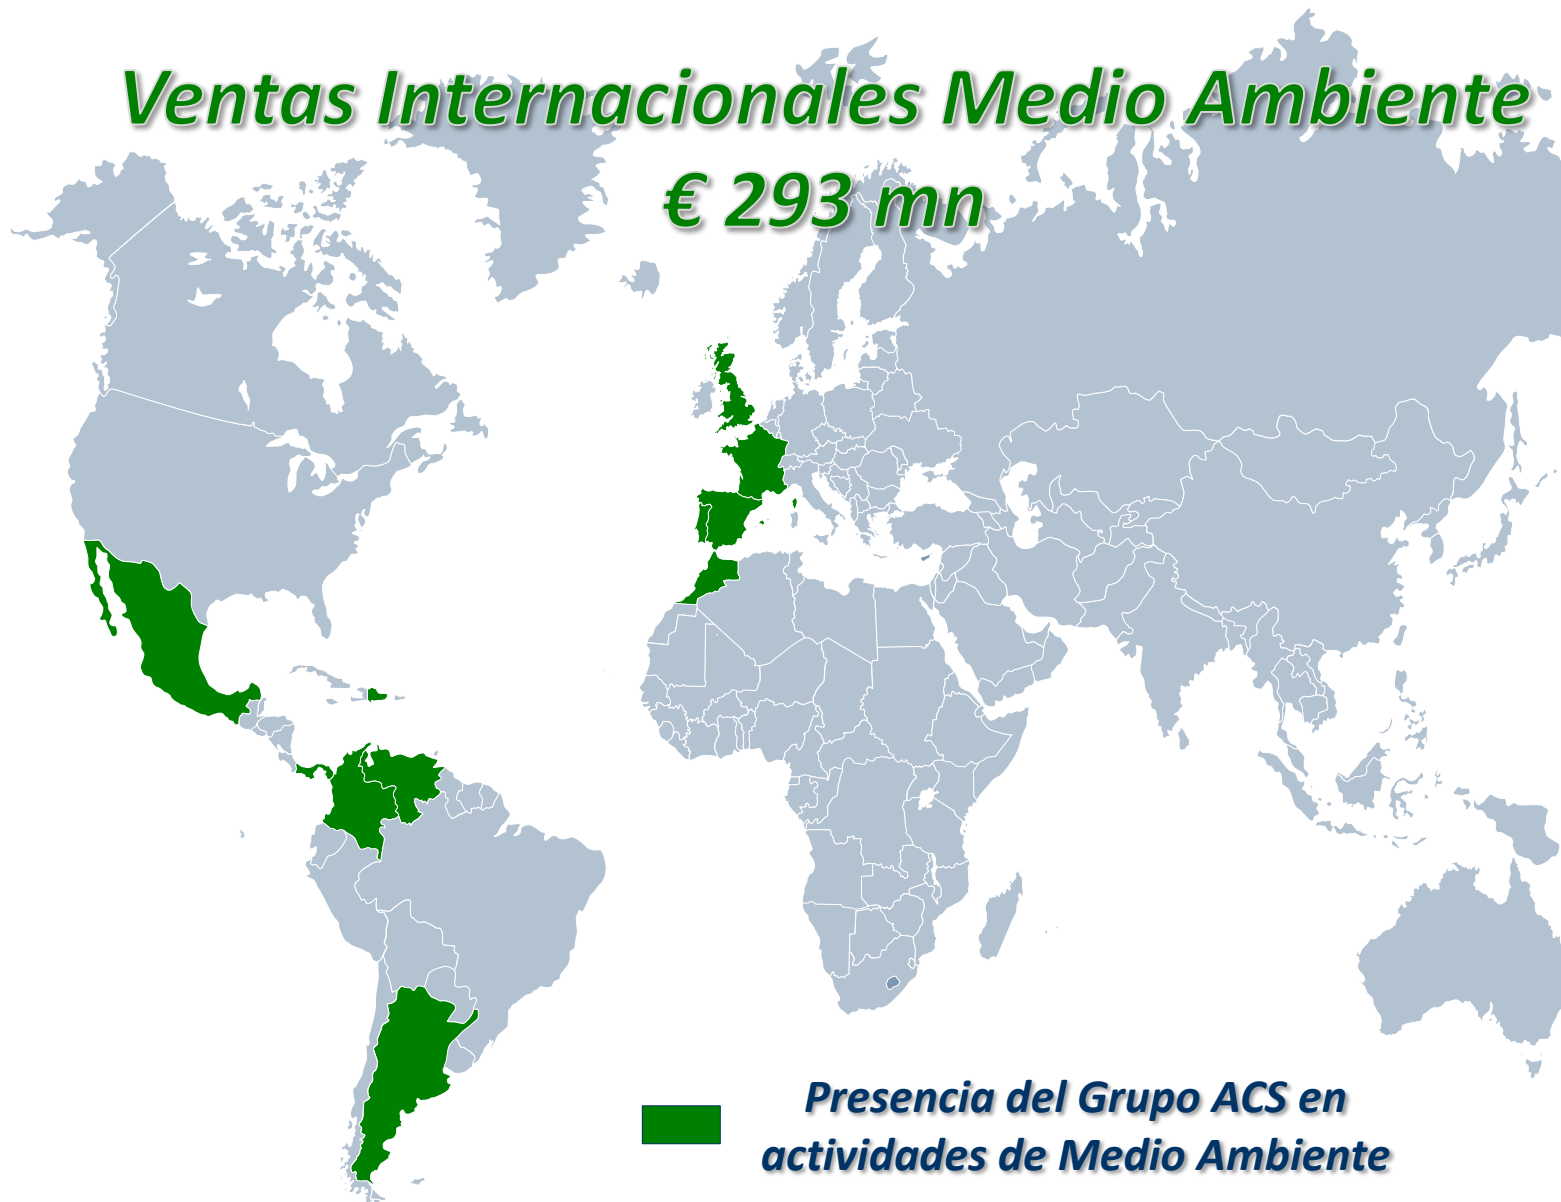 Ventas Internacionales Medio Ambiente
€ 293 mn
Presencia del Grupo ACS en
actividades de Medio Ambiente